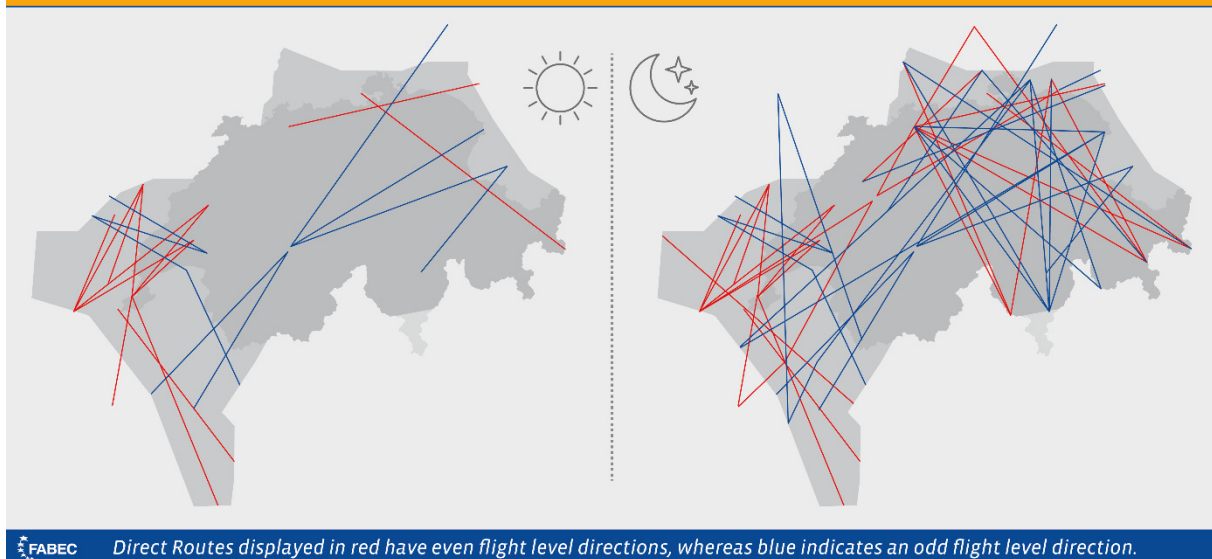 FABEC Direct Routes displayed in red have even flight level directions, whereas blue indicates an odd flight level direction.